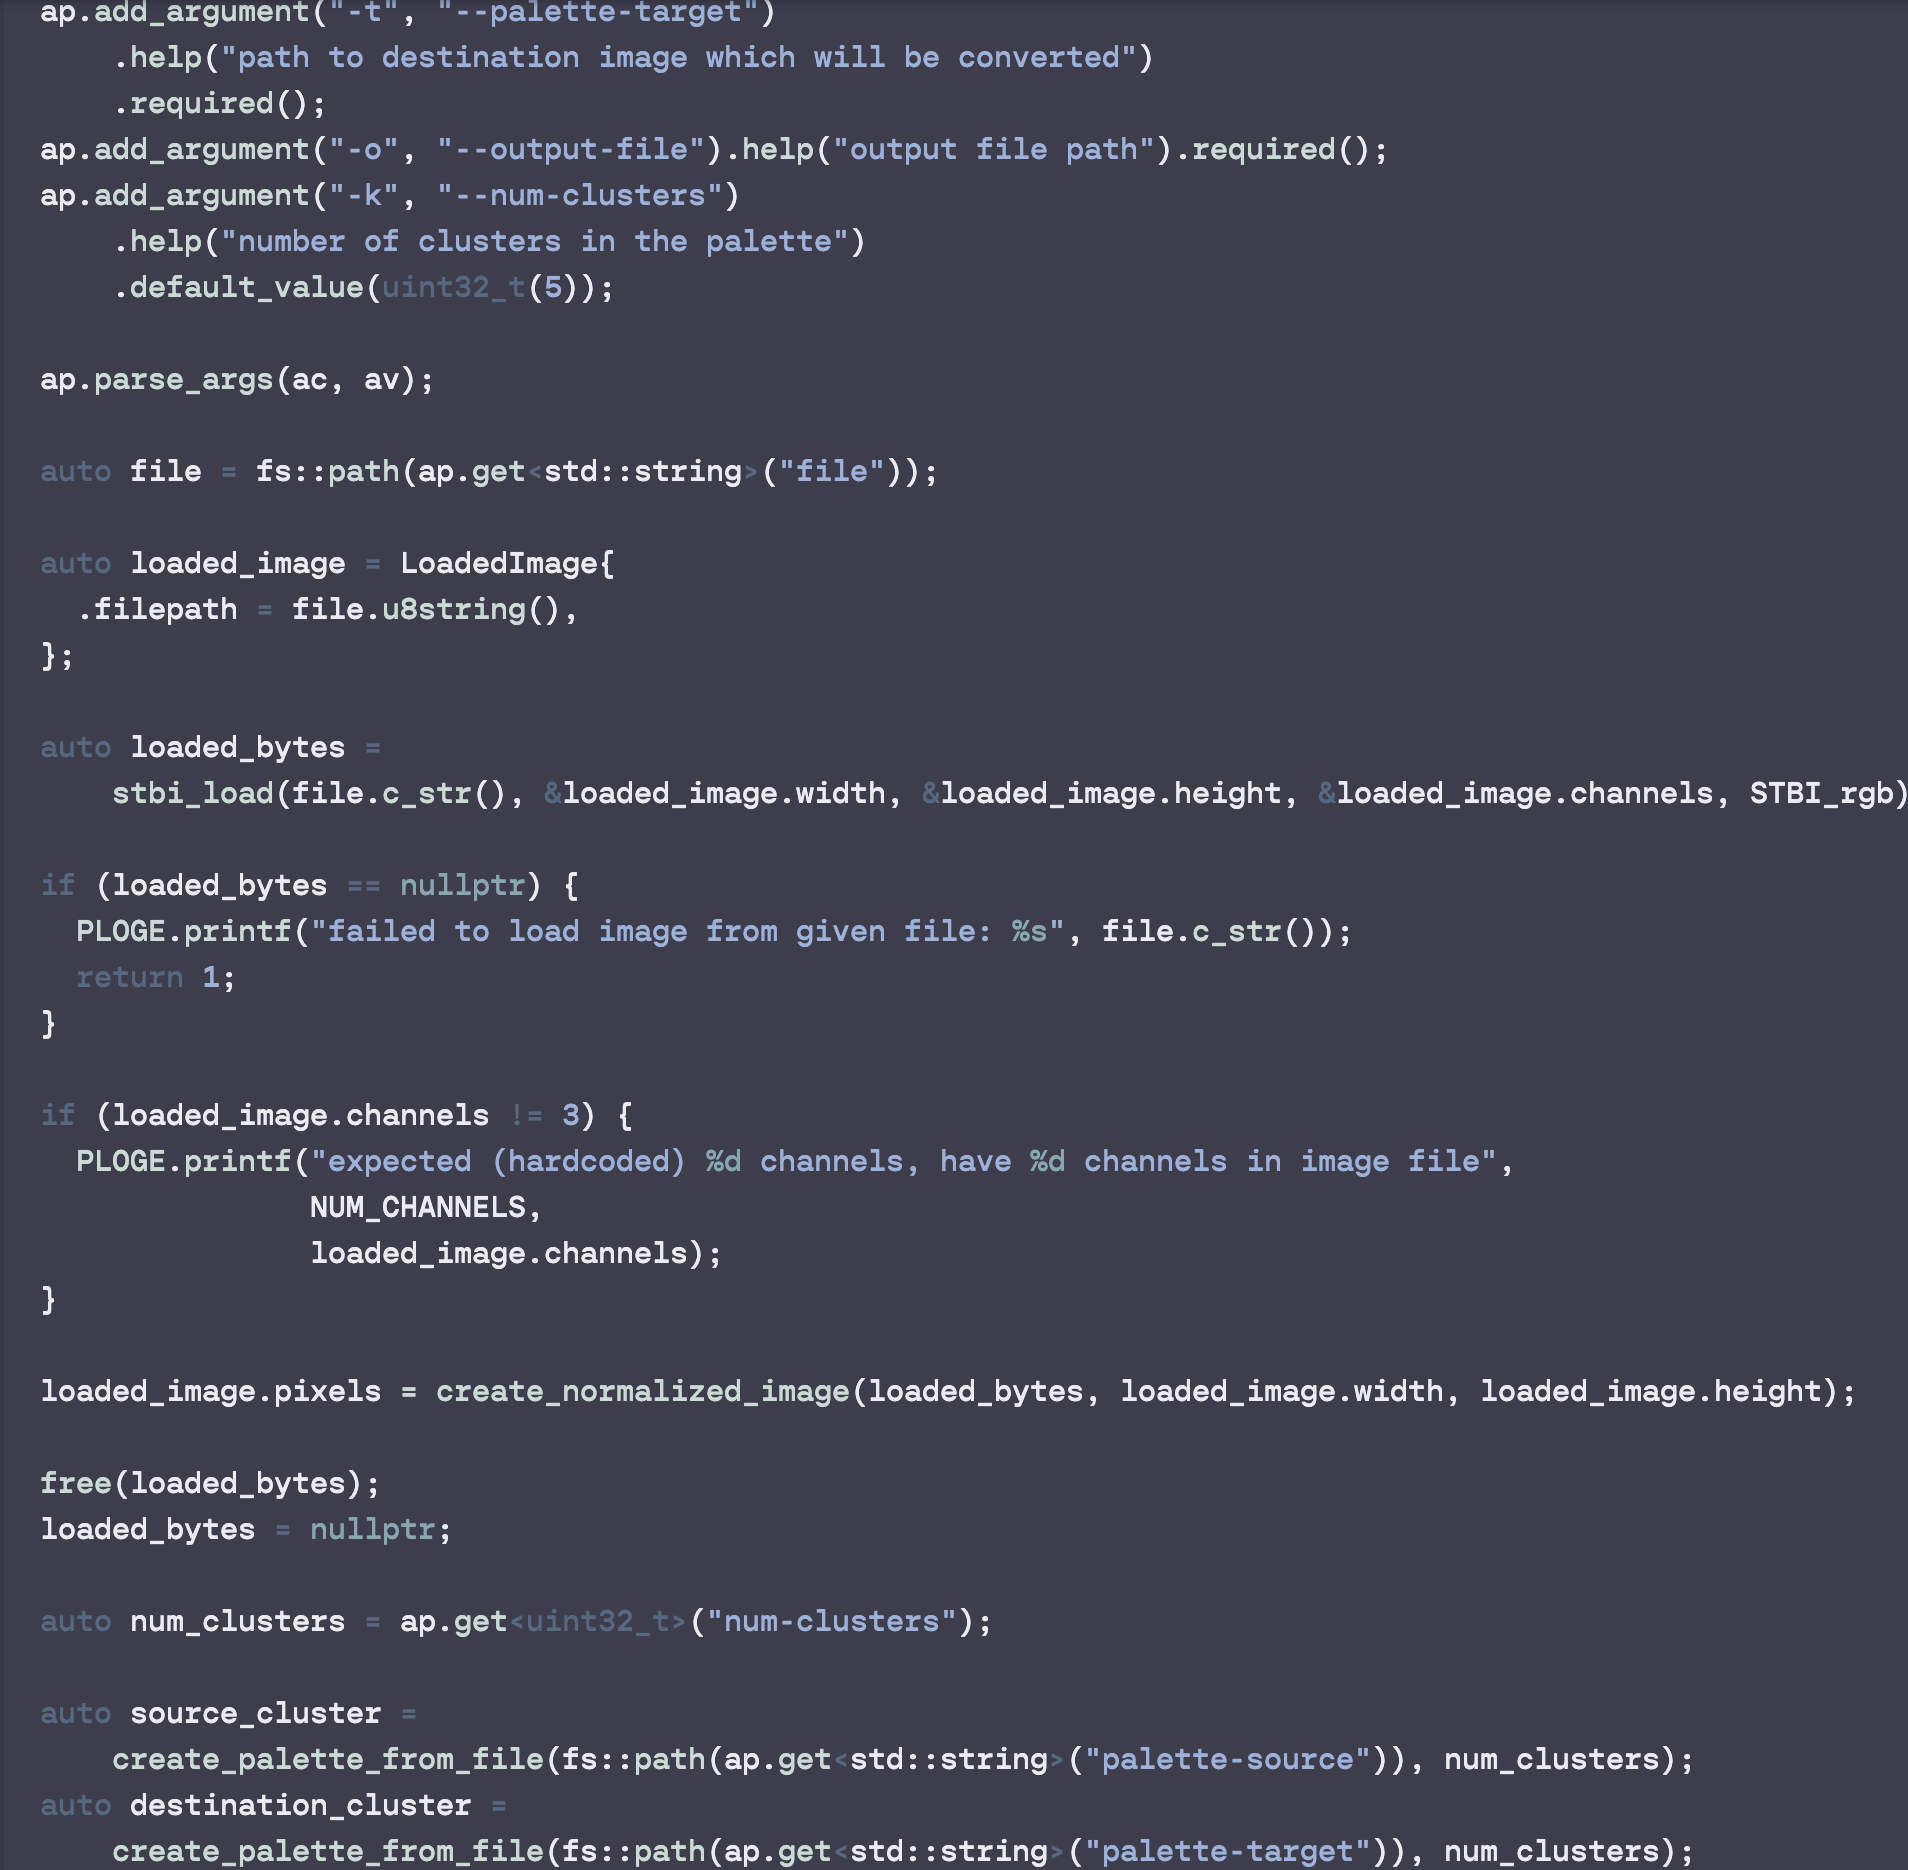 ap.add_argument("-t", "--palette-target")
    .help("path to destination image which will be converted")
    .required();
ap.add_argument("-o", "--output-file").help("output file path").required();
ap.add_argument("-k", "--num-clusters")
    .help("number of clusters in the palette")
    .default_value(uint32_t(5));

ap.parse_args(ac, av);

auto file = fs::path(ap.get<std::string>("file"));

auto loaded_image = LoadedImage{
  .filepath = file.u8string(),
};

auto loaded_bytes =
    stbi_load(file.c_str(), &loaded_image.width, &loaded_image.height, &loaded_image.channels, STBI_rgb)

if (loaded_bytes == nullptr) {
  PLOGE.printf("failed to load image from given file: %s", file.c_str());
  return 1;
}

if (loaded_image.channels != 3) {
  PLOGE.printf("expected (hardcoded) %d channels, have %d channels in image file",
               NUM_CHANNELS,
               loaded_image.channels);
}

loaded_image.pixels = create_normalized_image(loaded_bytes, loaded_image.width, loaded_image.height);

free(loaded_bytes);
loaded_bytes = nullptr;

auto num_clusters = ap.get<uint32_t>("num-clusters");

auto source_cluster =
    create_palette_from_file(fs::path(ap.get<std::string>("palette-source")), num_clusters);
auto destination_cluster =
    create_palette_from_file(fs::path(ap.get<std::string>("palette-target")), num_clusters);